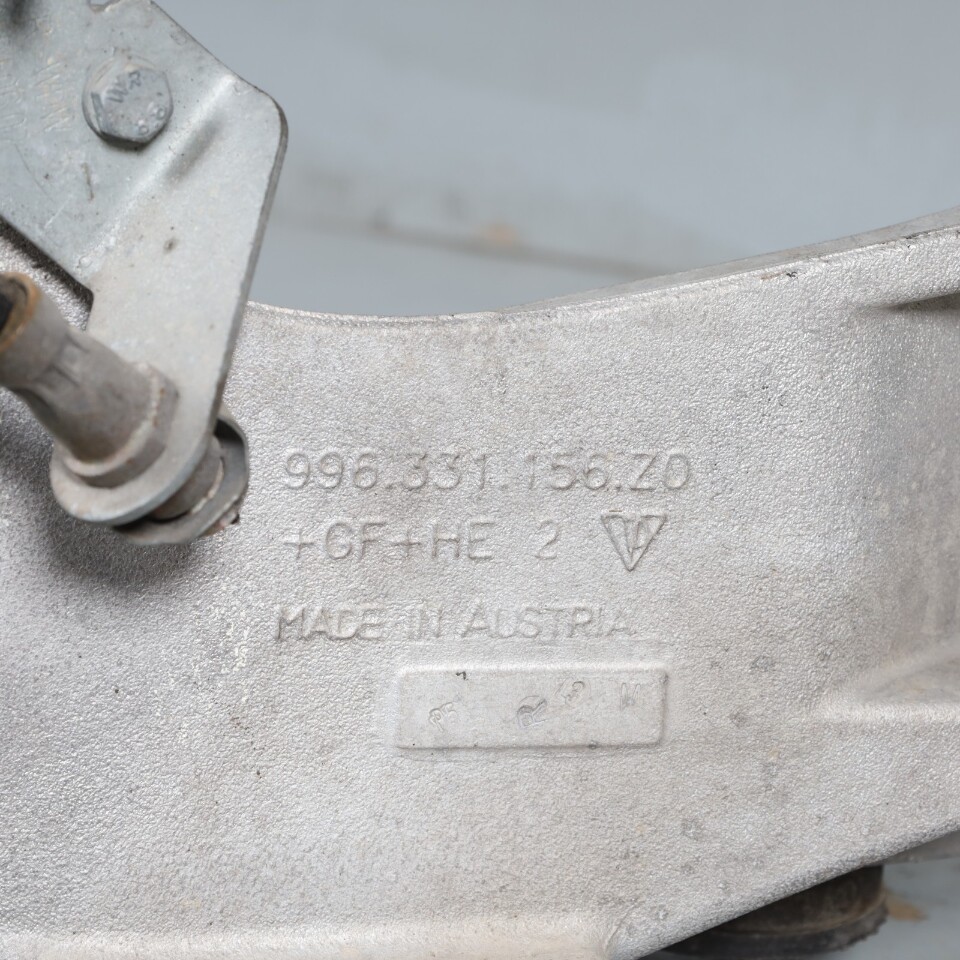 996.331.156.Z0
+GF+HE 2
MADE IN AUSTRIA